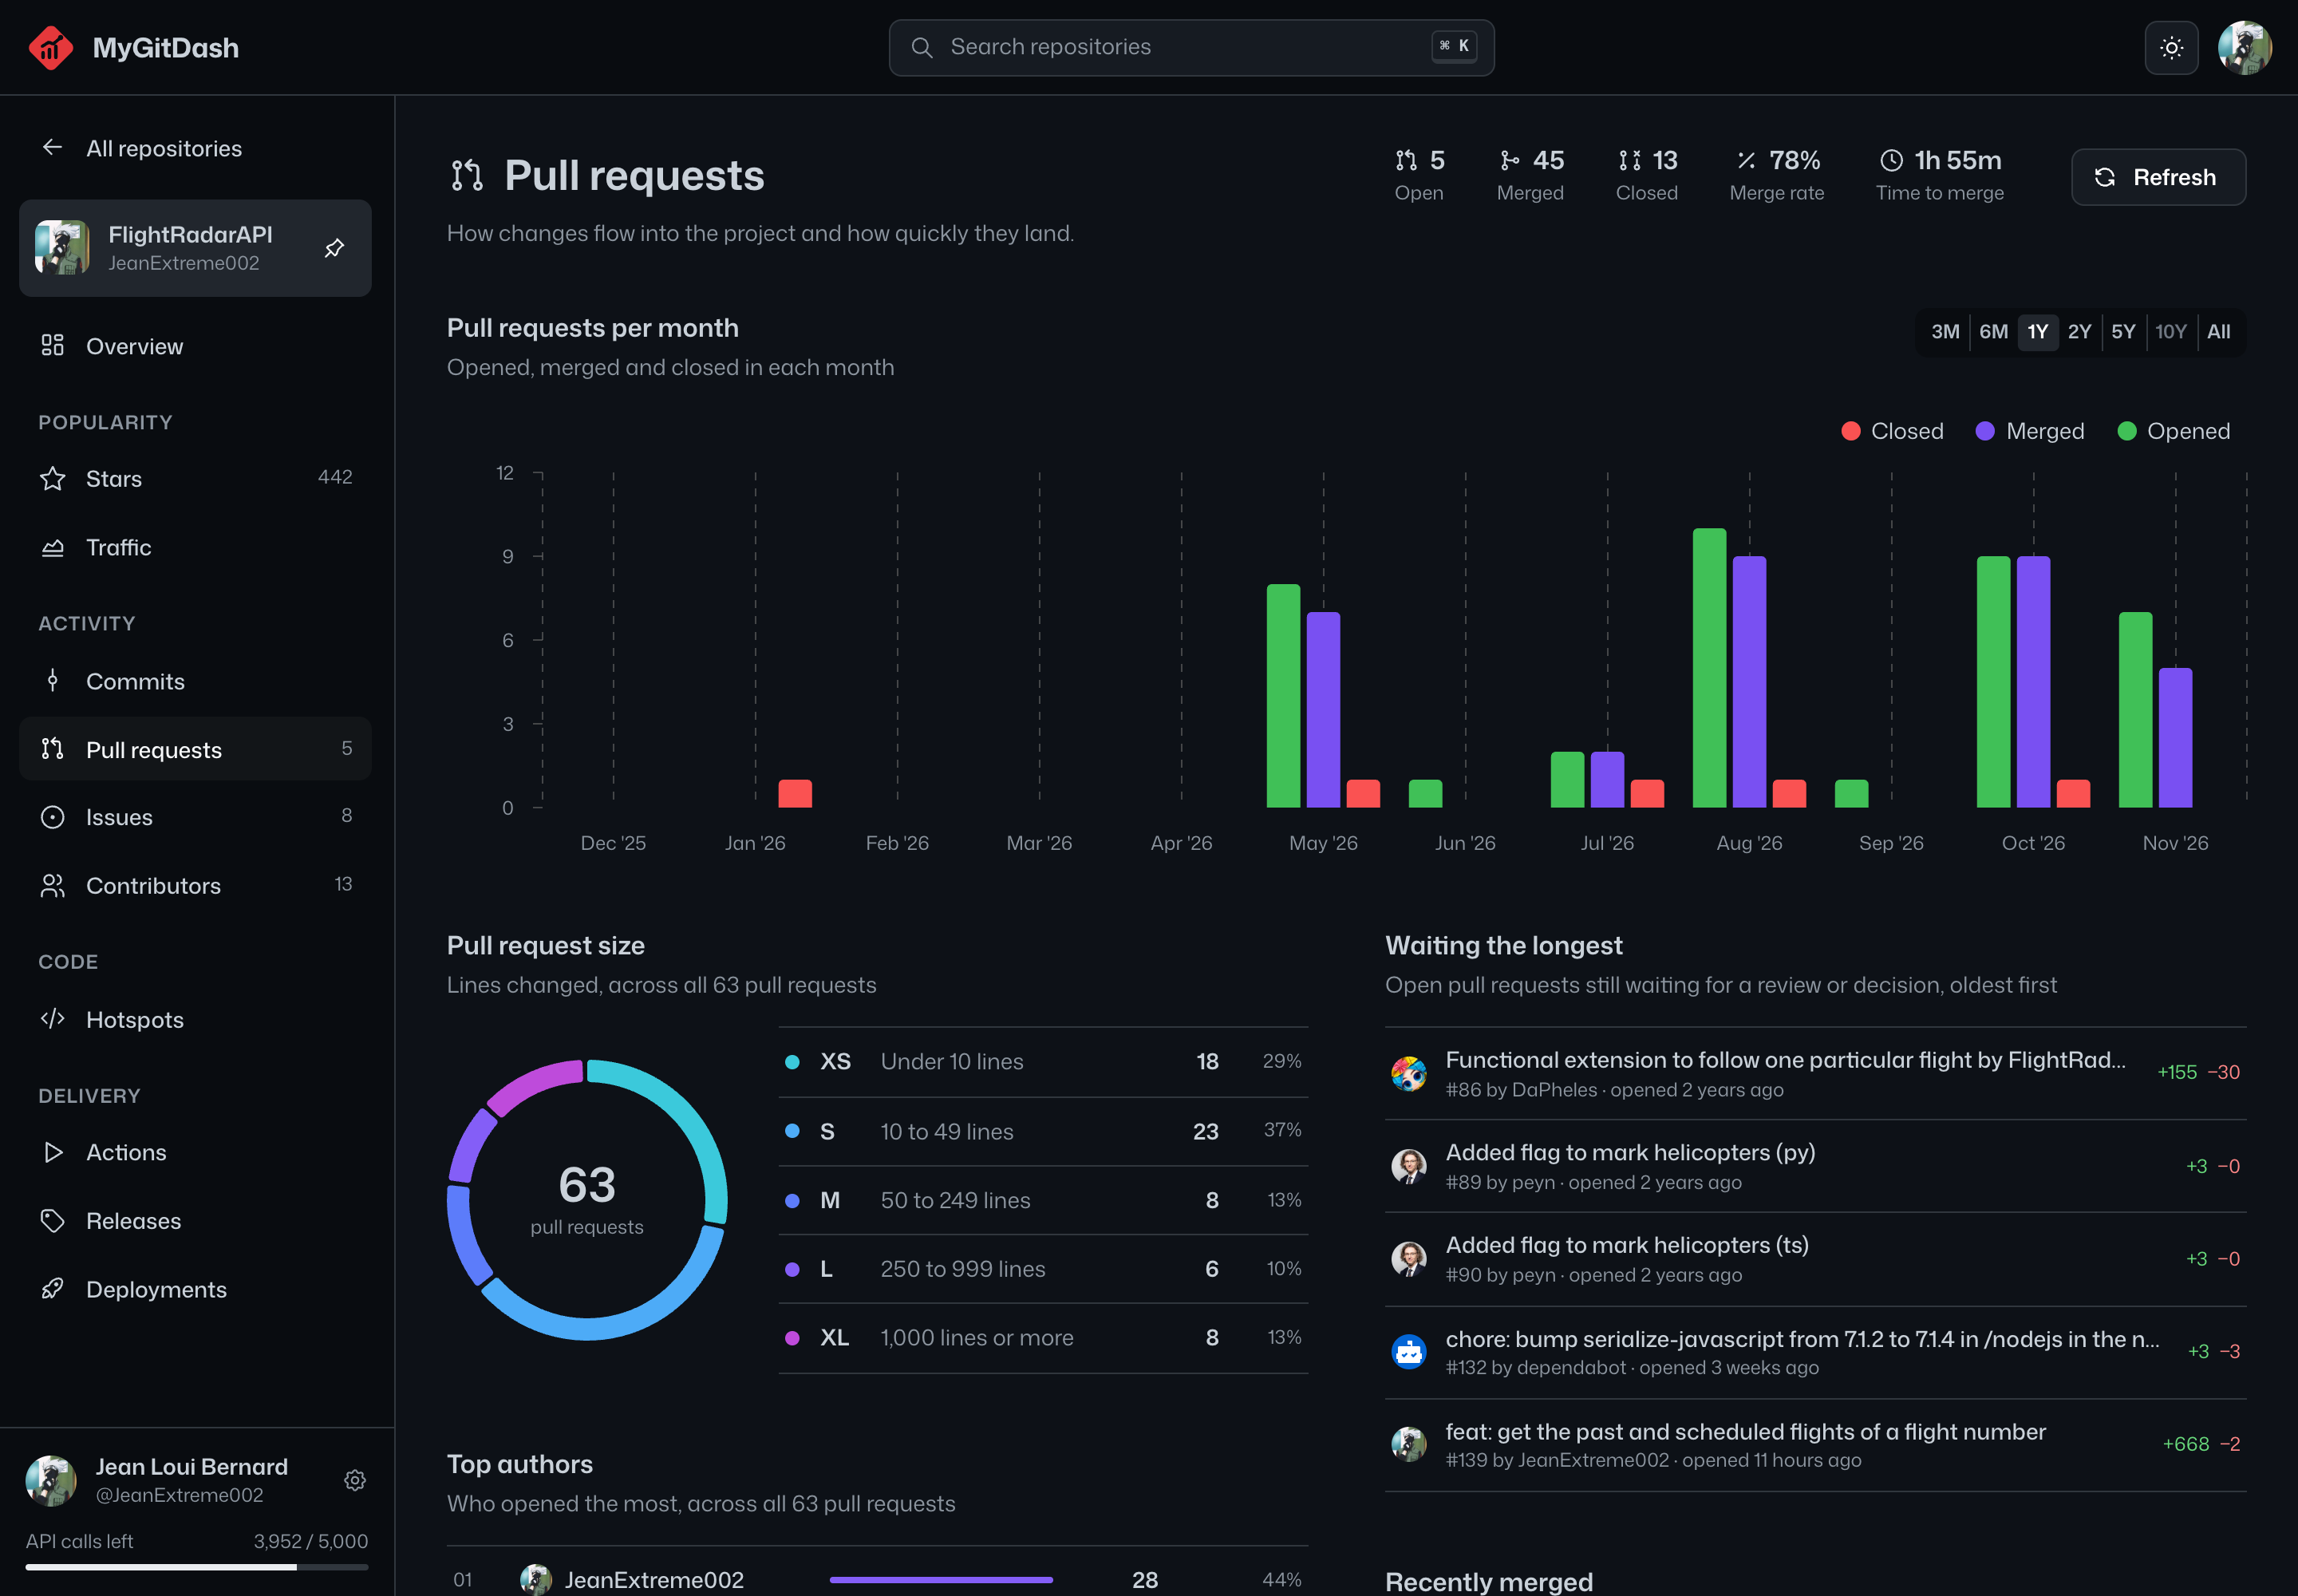 MyGitDash
Search repositories
⌘ K
All repositories
FlightRadarAPI
JeanExtreme002
Overview
POPULARITY
Stars 442
Traffic
ACTIVITY
Commits
Pull requests 5
Issues 8
Contributors 13
CODE
Hotspots
DELIVERY
Actions
Releases
Deployments
Jean Loui Bernard
@JeanExtreme002
API calls left 3,952 / 5,000
Pull requests
How changes flow into the project and how quickly they land.
5 Open
45 Merged
13 Closed
78% Merge rate
1h 55m Time to merge
Refresh
Pull requests per month
Opened, merged and closed in each month
3M 6M 1Y 2Y 5Y 10Y All
Closed Merged Opened
12
9
6
3
0
Dec '25 Jan '26 Feb '26 Mar '26 Apr '26 May '26 Jun '26 Jul '26 Aug '26 Sep '26 Oct '26 Nov '26
Pull request size
Lines changed, across all 63 pull requests
63
pull requests
XS Under 10 lines 18 29%
S 10 to 49 lines 23 37%
M 50 to 249 lines 8 13%
L 250 to 999 lines 6 10%
XL 1,000 lines or more 8 13%
Top authors
Who opened the most, across all 63 pull requests
01 JeanExtreme002 28 44%
Waiting the longest
Open pull requests still waiting for a review or decision, oldest first
Functional extension to follow one particular flight by FlightRad... +155 −30
#86 by DaPheles · opened 2 years ago
Added flag to mark helicopters (py) +3 −0
#89 by peyn · opened 2 years ago
Added flag to mark helicopters (ts) +3 −0
#90 by peyn · opened 2 years ago
chore: bump serialize-javascript from 7.1.2 to 7.1.4 in /nodejs in the n... +3 −3
#132 by dependabot · opened 3 weeks ago
feat: get the past and scheduled flights of a flight number +668 −2
#139 by JeanExtreme002 · opened 11 hours ago
Recently merged